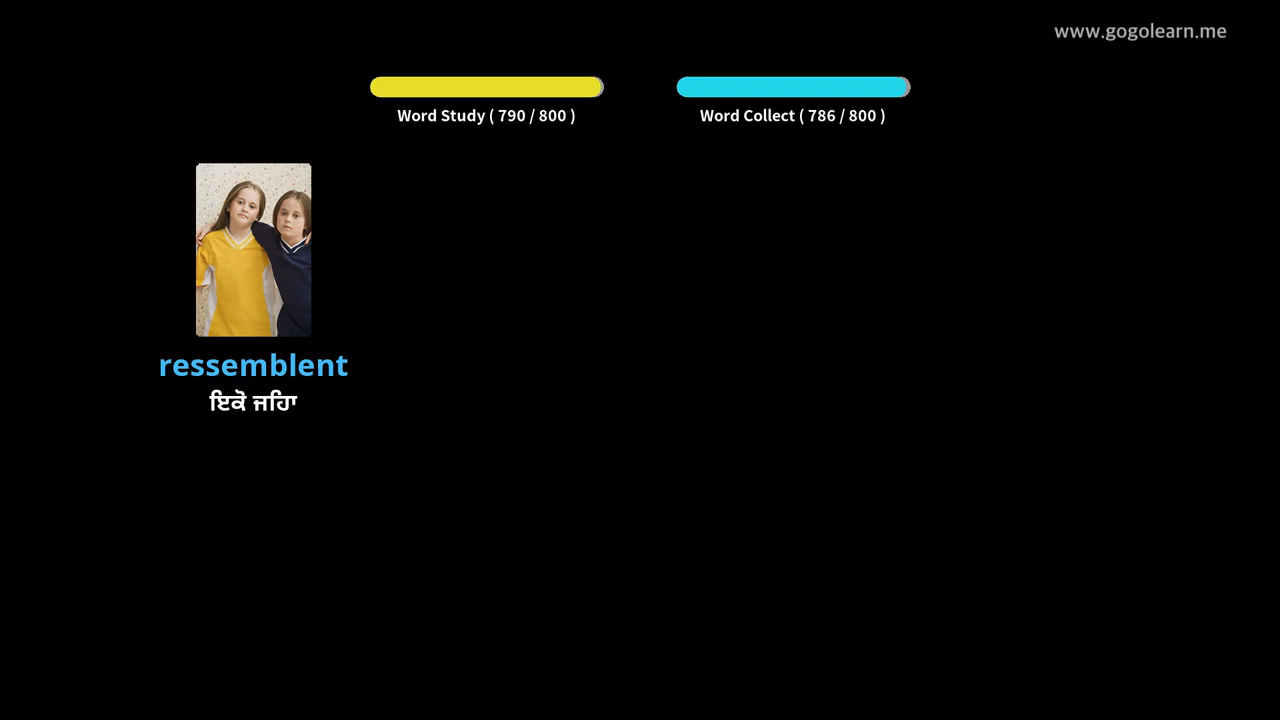 www.gogolearn.me
Word Study ( 790 / 800 )
Word Collect ( 786 / 800 )
ressemblent
ਇਕੋ ਜਹਿਾ